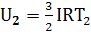 U₂ = 3/2 IRT₂